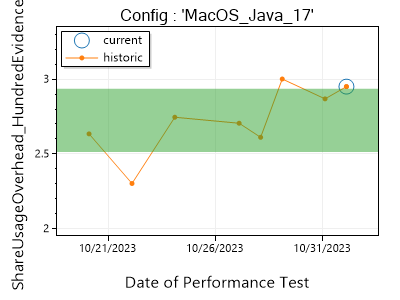 Config : 'MacOS_Java_17'
current
historic
ShareUsageOverhead_HundredEvidence
3
2.5
2
10/21/2023
10/26/2023
10/31/2023
Date of Performance Test